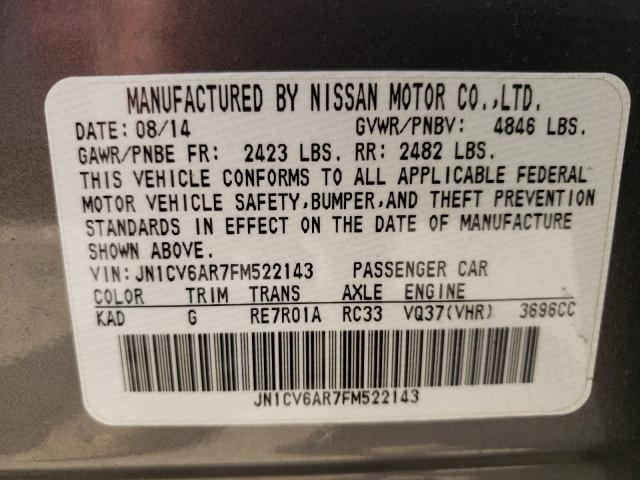 MANUFACTURED BY NISSAN MOTOR CO.,LTD.
DATE: 08/14 GVWR/PNBV: 4846 LBS.
GAWR/PNBE FR: 2423 LBS. RR: 2482 LBS.
THIS VEHICLE CONFORMS TO ALL APPLICABLE FEDERAL
MOTOR VEHICLE SAFETY,BUMPER,AND THEFT PREVENTION
STANDARDS IN EFFECT ON THE DATE OF MANUFACTURE
SHOWN ABOVE.
VIN:JN1CV6AR7FM522143 PASSENGER CAR
COLOR TRIM TRANS AXLE ENGINE
KAD G RE7R01A RC33 VQ37(VHR) 3696CC
JN1CV6AR7FM522143